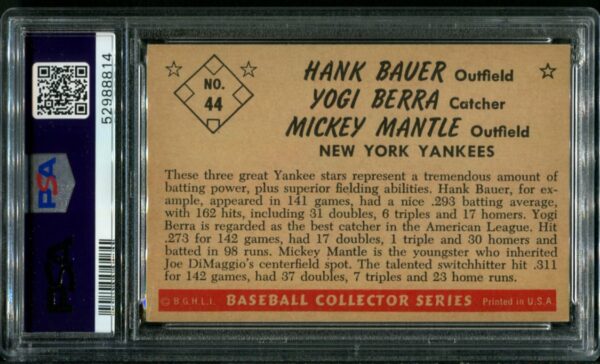 PSA
52988814
PSA
NO.
44
HANK BAUER Outfield
YOGI BERRA Catcher
MICKEY MANTLE Outfield
NEW YORK YANKEES
These three great Yankee stars represent a tremendous amount of
batting power, plus superior fielding abilities. Hank Bauer, for ex-
ample, appeared in 141 games, had a nice .293 batting average,
with 162 hits, including 31 doubles, 6 triples and 17 homers. Yogi
Berra is regarded as the best catcher in the American League. Hit
.273 for 142 games, had 17 doubles, 1 triple and 30 homers and
batted in 98 runs. Mickey Mantle is the youngster who inherited
Joe DiMaggio's centerfield spot. The talented switchhitter hit .311
for 142 games, had 37 doubles, 7 triples and 23 home runs.
© B.G.H.L.I. BASEBALL COLLECTOR SERIES Printed in U.S.A.